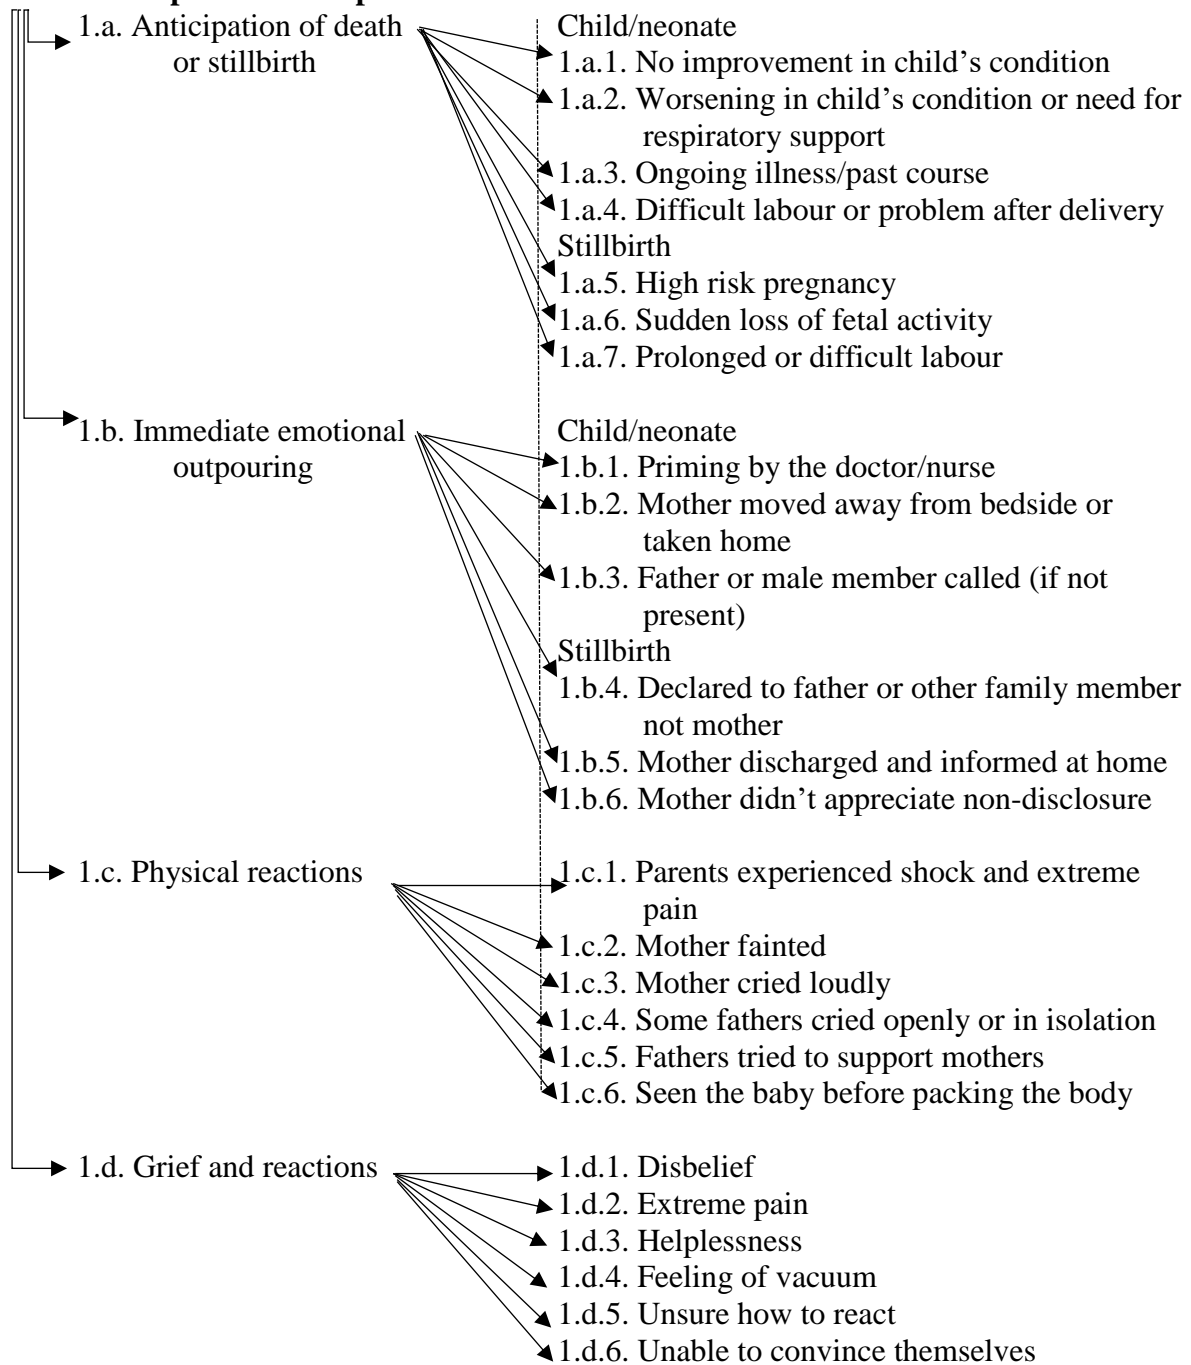 1.a. Anticipation of death
or stillbirth
Child/neonate
1.a.1. No improvement in child’s condition
1.a.2. Worsening in child’s condition or need for
respiratory support
1.a.3. Ongoing illness/past course
1.a.4. Difficult labour or problem after delivery
Stillbirth
1.a.5. High risk pregnancy
1.a.6. Sudden loss of fetal activity
1.a.7. Prolonged or difficult labour
1.b. Immediate emotional
outpouring
Child/neonate
1.b.1. Priming by the doctor/nurse
1.b.2. Mother moved away from bedside or
taken home
1.b.3. Father or male member called (if not
present)
Stillbirth
1.b.4. Declared to father or other family member
not mother
1.b.5. Mother discharged and informed at home
1.b.6. Mother didn’t appreciate non-disclosure
1.c. Physical reactions
1.c.1. Parents experienced shock and extreme
pain
1.c.2. Mother fainted
1.c.3. Mother cried loudly
1.c.4. Some fathers cried openly or in isolation
1.c.5. Fathers tried to support mothers
1.c.6. Seen the baby before packing the body
1.d. Grief and reactions
1.d.1. Disbelief
1.d.2. Extreme pain
1.d.3. Helplessness
1.d.4. Feeling of vacuum
1.d.5. Unsure how to react
1.d.6. Unable to convince themselves